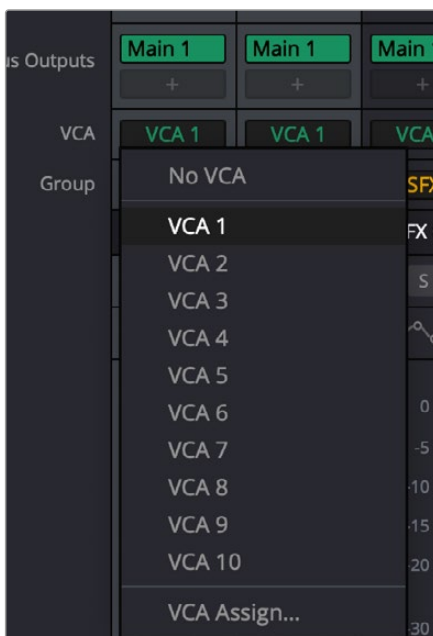 us Outputs Main 1 Main 1 Main
+ + +
VCA VCA 1 VCA 1 VCA
Group No VCA SFX
VCA 1 FX
VCA 2
S
VCA 3
VCA 4
VCA 5
VCA 6 0
VCA 7 -5
VCA 8 -10
VCA 9 -15
VCA 10 -20
VCA Assign... -30